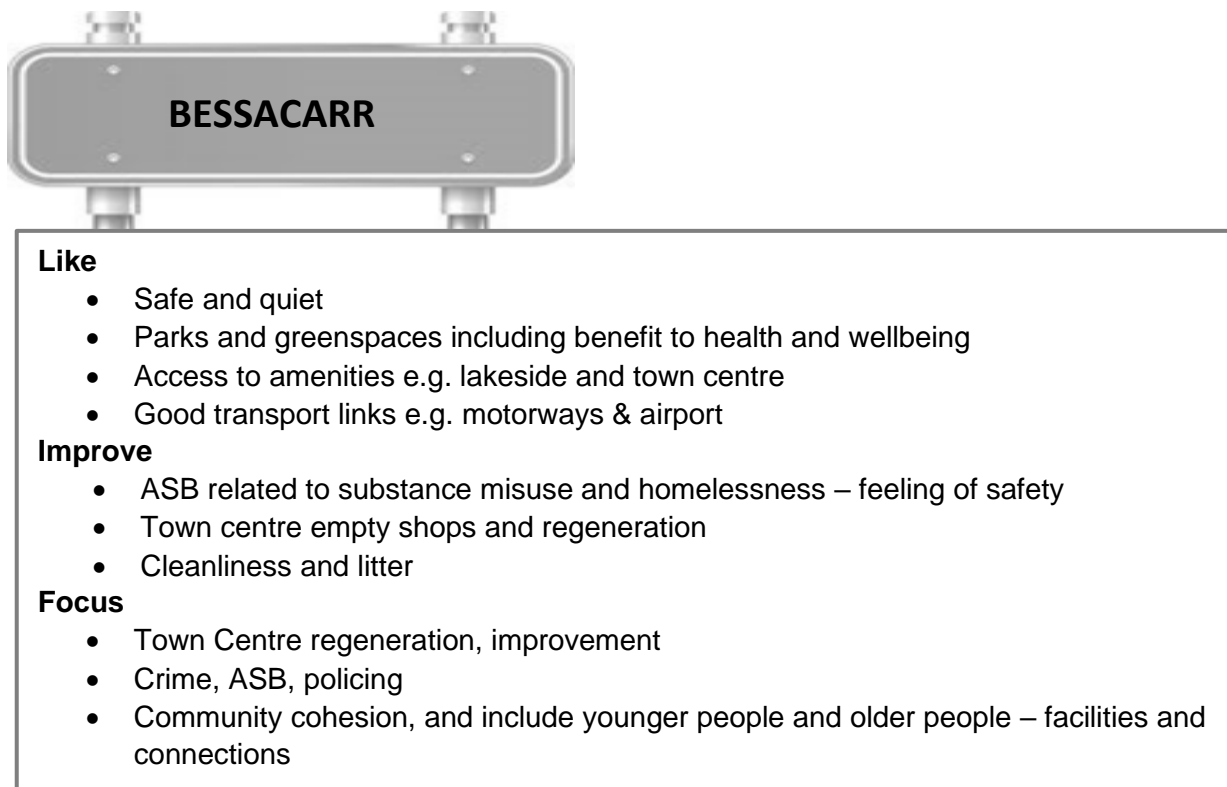 BESSACARR
Like
• Safe and quiet
• Parks and greenspaces including benefit to health and wellbeing
• Access to amenities e.g. lakeside and town centre
• Good transport links e.g. motorways & airport
Improve
• ASB related to substance misuse and homelessness – feeling of safety
• Town centre empty shops and regeneration
• Cleanliness and litter
Focus
• Town Centre regeneration, improvement
• Crime, ASB, policing
• Community cohesion, and include younger people and older people – facilities and
connections